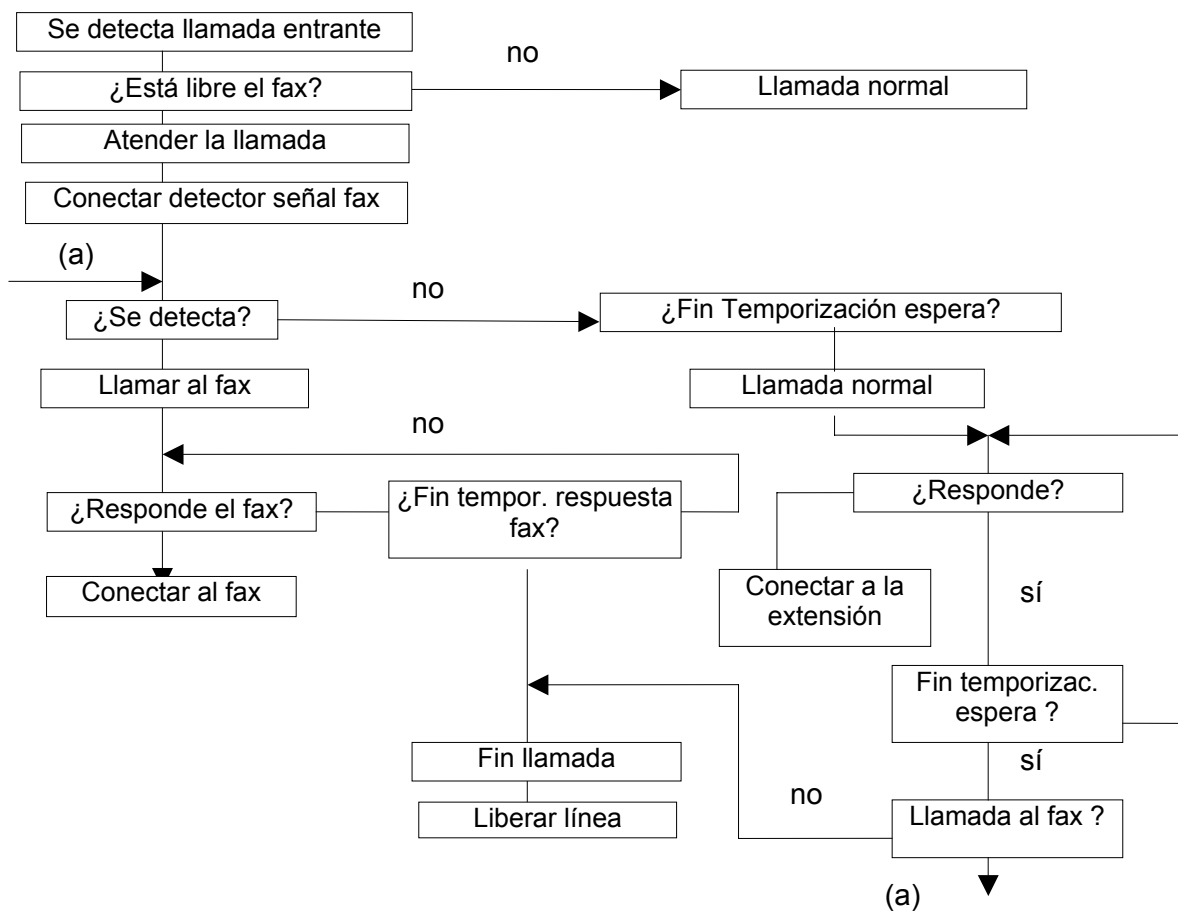 Se detecta llamada entrante
no
¿Está libre el fax?
Llamada normal
Atender la llamada
Conectar detector señal fax
(a)
no
¿Se detecta?
¿Fin Temporización espera?
Llamar al fax
Llamada normal
no
¿Responde el fax?
¿Fin tempor. respuesta
fax?
¿Responde?
Conectar al fax
Conectar a la
extensión
sí
Fin temporizac.
espera ?
Fin llamada
sí
no
Liberar línea
Llamada al fax ?
(a)